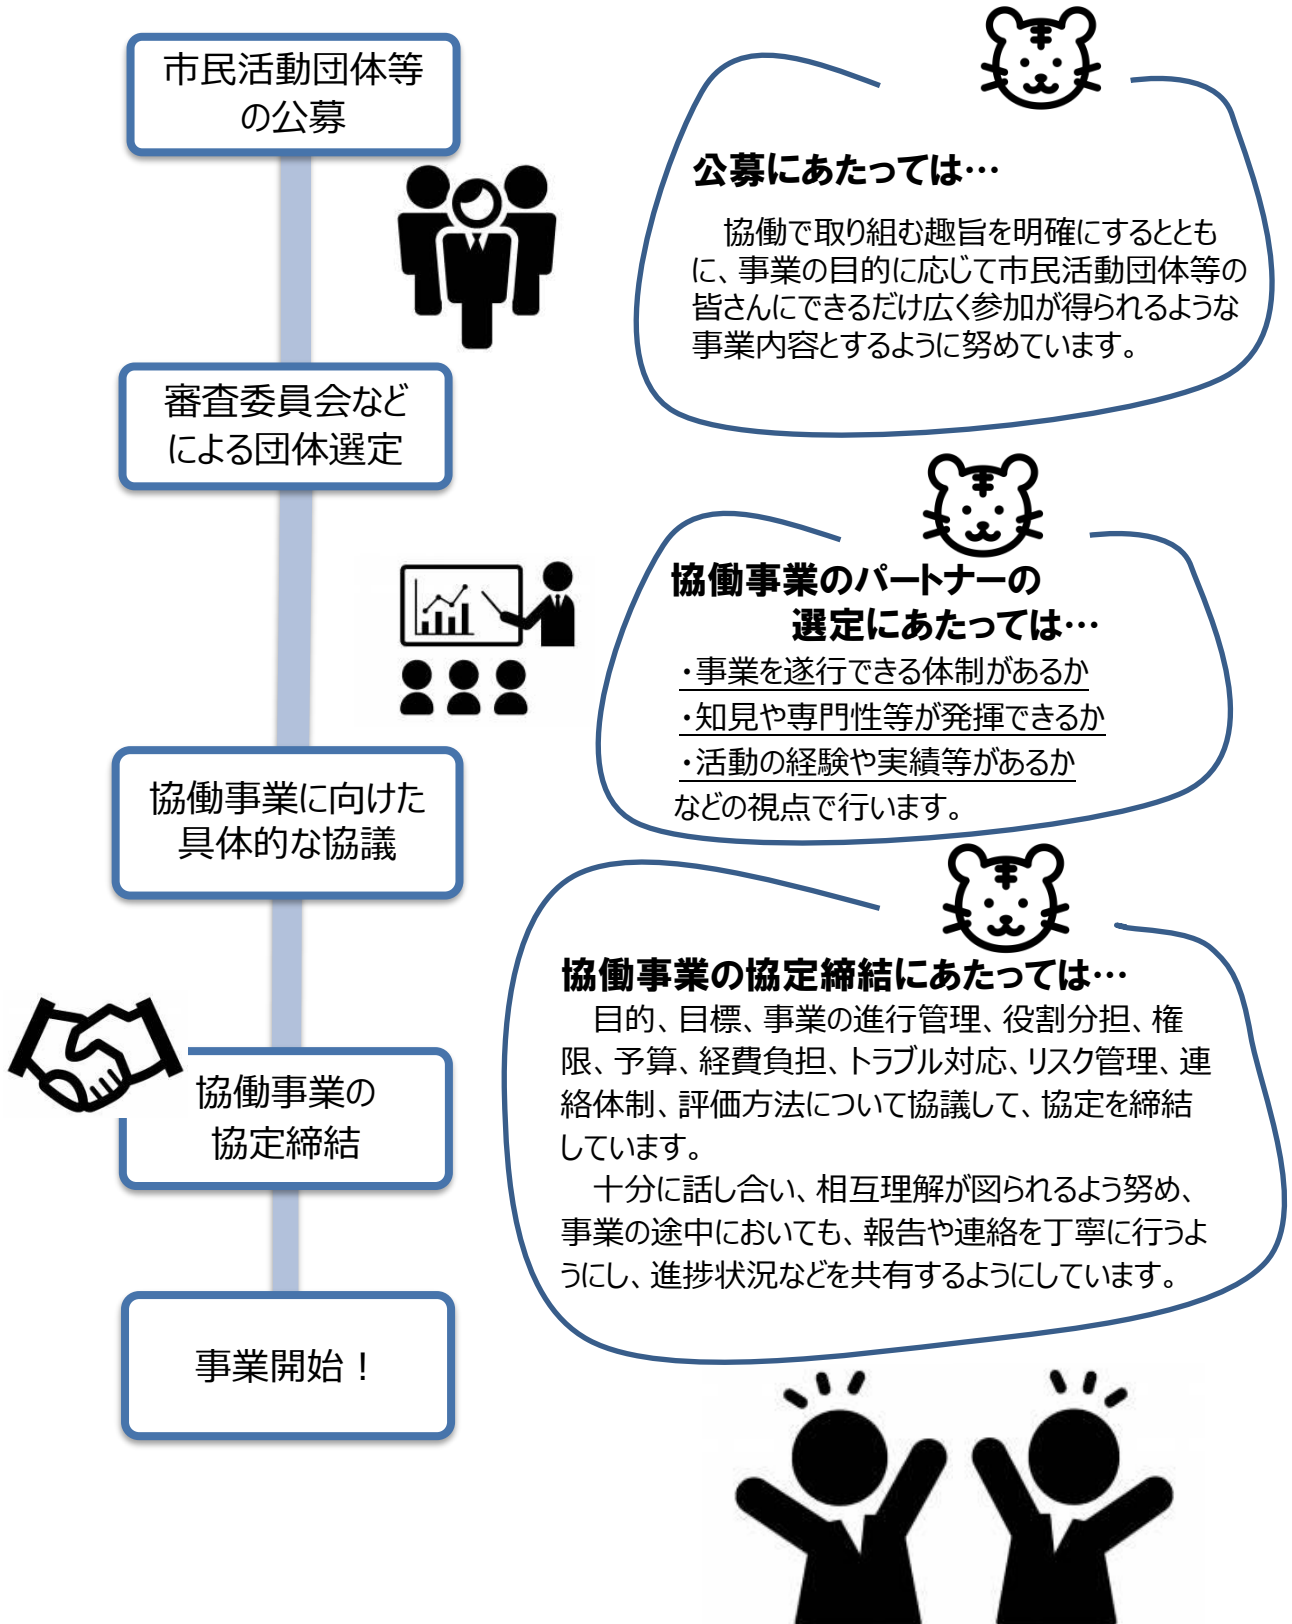 市民活動団体等
の公募
公募にあたっては…
協働で取り組む趣旨を明確にするととも
に、事業の目的に応じて市民活動団体等の
皆さんにできるだけ広く参加が得られるような
事業内容とするように努めています。
審査委員会など
による団体選定
協働事業のパートナーの
選定にあたっては…
・事業を遂行できる体制があるか
・知見や専門性等が発揮できるか
・活動の経験や実績等があるか
などの視点で行います。
協働事業に向けた
具体的な協議
協働事業の協定締結にあたっては…
目的、目標、事業の進行管理、役割分担、権
限、予算、経費負担、トラブル対応、リスク管理、連
絡体制、評価方法について協議して、協定を締結
しています。
十分に話し合い、相互理解が図られるよう努め、
事業の途中においても、報告や連絡を丁寧に行うよ
うにし、進捗状況などを共有するようにしています。
協働事業の
協定締結
事業開始！